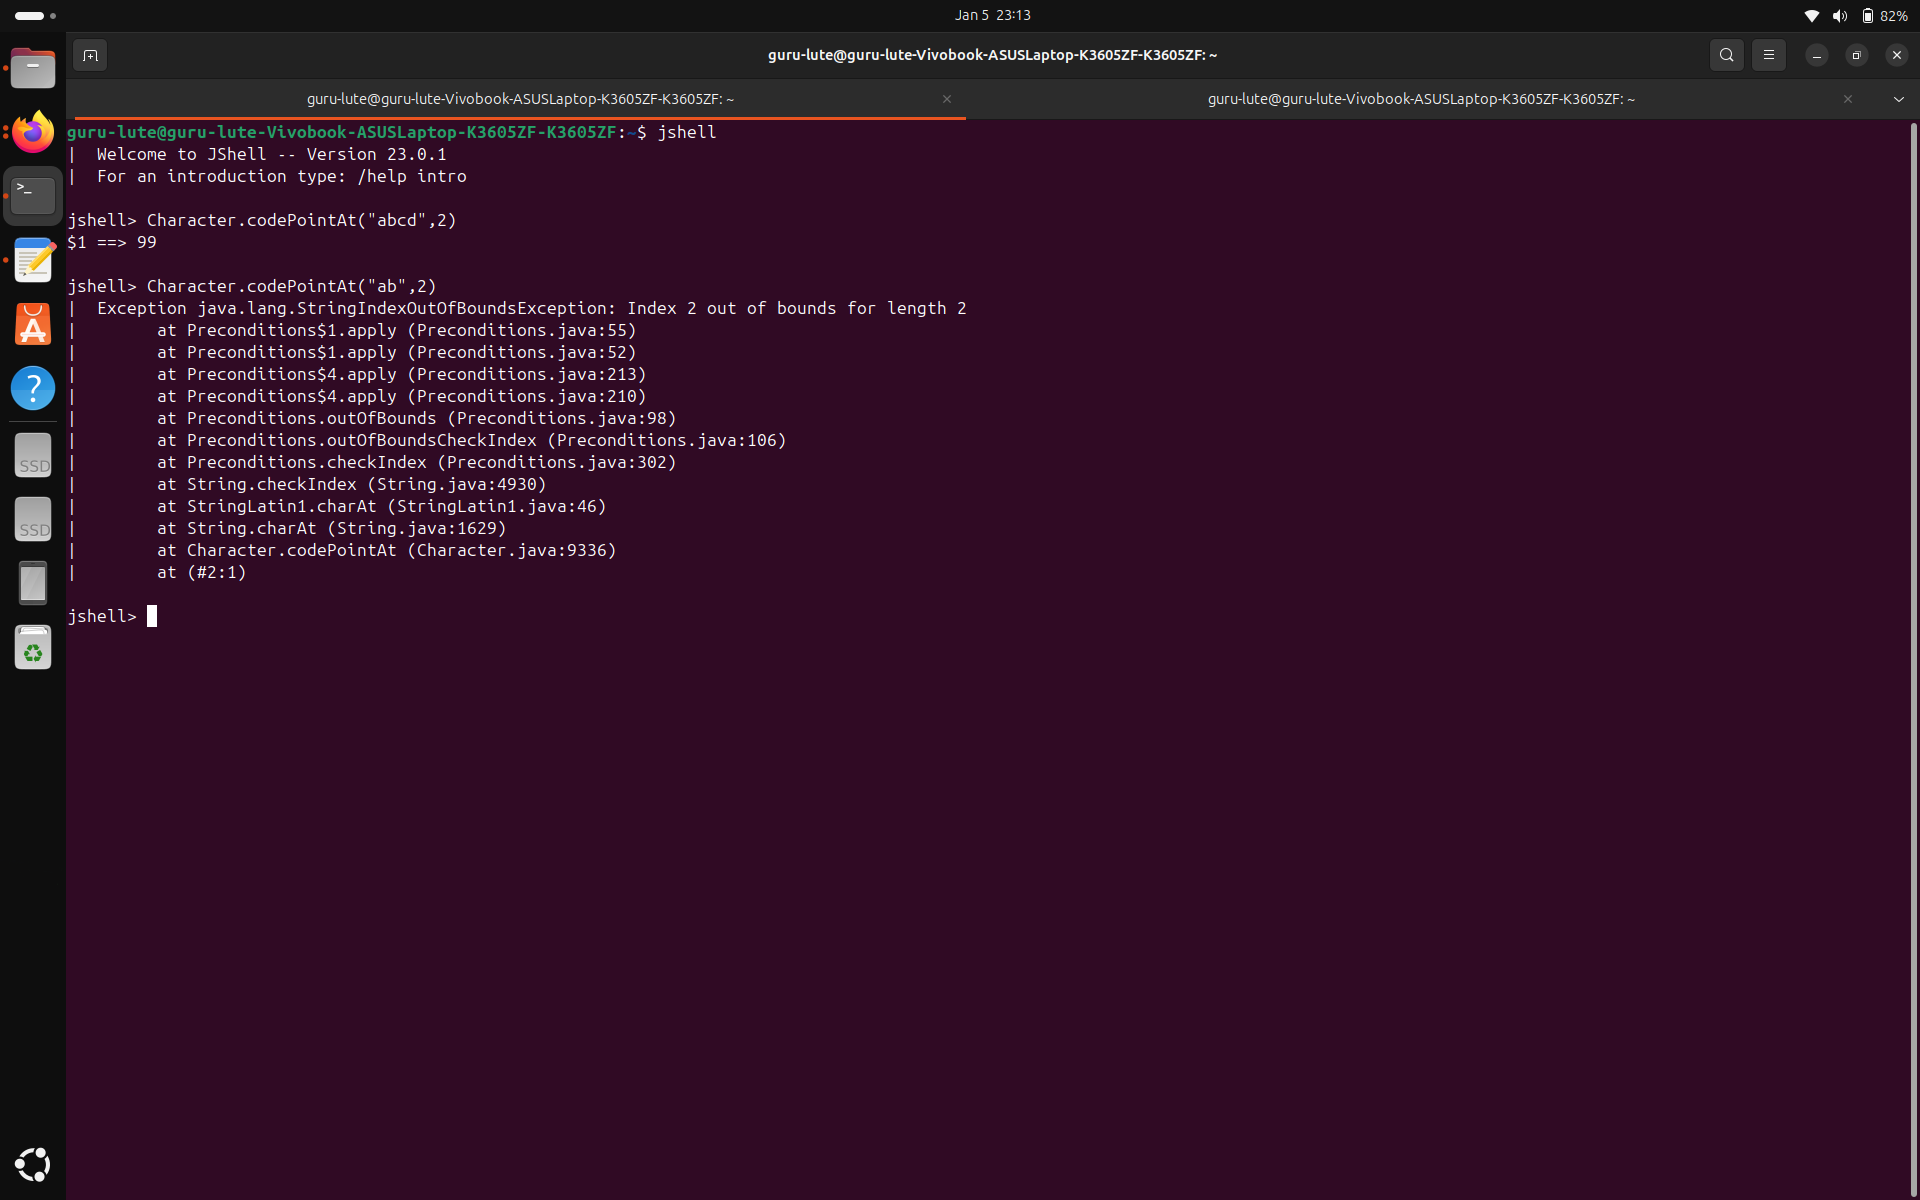 Jan 5 23:13
82%
guru-lute@guru-lute-Vivobook-ASUSLaptop-K3605ZF-K3605ZF: ~
guru-lute@guru-lute-Vivobook-ASUSLaptop-K3605ZF-K3605ZF: ~
guru-lute@guru-lute-Vivobook-ASUSLaptop-K3605ZF-K3605ZF: ~
guru-lute@guru-lute-Vivobook-ASUSLaptop-K3605ZF-K3605ZF:~$ jshell
|  Welcome to JShell -- Version 23.0.1
|  For an introduction type: /help intro
jshell> Character.codePointAt("abcd",2)
$1 ==> 99
jshell> Character.codePointAt("ab",2)
|  Exception java.lang.StringIndexOutOfBoundsException: Index 2 out of bounds for length 2
|        at Preconditions$1.apply (Preconditions.java:55)
|        at Preconditions$1.apply (Preconditions.java:52)
|        at Preconditions$4.apply (Preconditions.java:213)
|        at Preconditions$4.apply (Preconditions.java:210)
|        at Preconditions.outOfBounds (Preconditions.java:98)
|        at Preconditions.outOfBoundsCheckIndex (Preconditions.java:106)
|        at Preconditions.checkIndex (Preconditions.java:302)
|        at String.checkIndex (String.java:4930)
|        at StringLatin1.charAt (StringLatin1.java:46)
|        at String.charAt (String.java:1629)
|        at Character.codePointAt (Character.java:9336)
|        at (#2:1)
jshell>
SSD
SSD